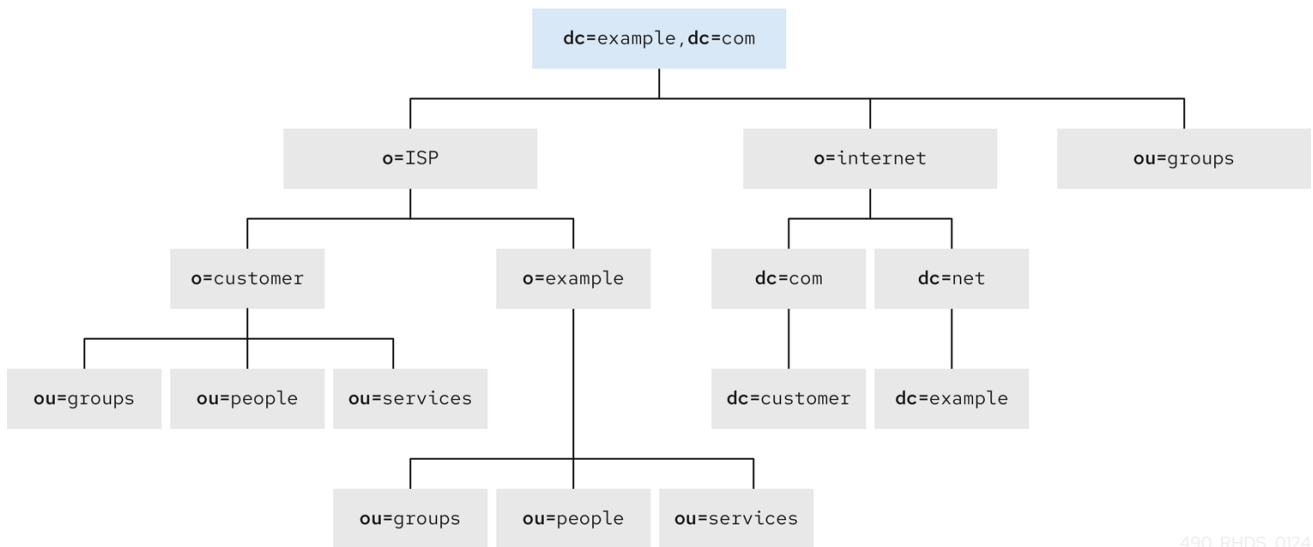 dc=example,dc=com
o=ISP
o=internet
ou=groups
o=customer
o=example
dc=com
dc=net
ou=groups
ou=people
ou=services
dc=customer
dc=example
ou=groups
ou=people
ou=services
490_RHDS_0124